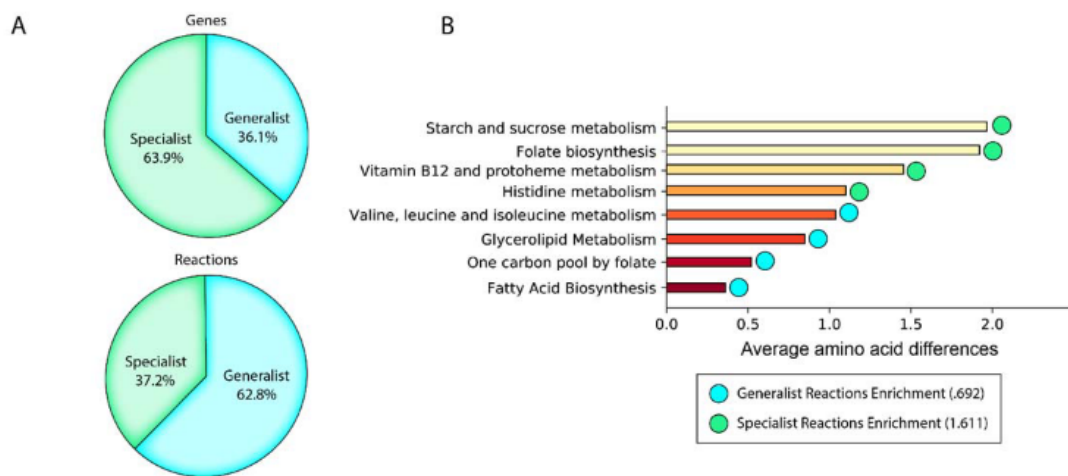 A
Genes
Specialist
63.9%
Generalist
36.1%
Reactions
Specialist
37.2%
Generalist
62.8%
B
Starch and sucrose metabolism
Folate biosynthesis
Vitamin B12 and protoheme metabolism
Histidine metabolism
Valine, leucine and isoleucine metabolism
Glycerolipid Metabolism
One carbon pool by folate
Fatty Acid Biosynthesis
0.0 0.5 1.0 1.5 2.0
Average amino acid differences
Generalist Reactions Enrichment (.692)
Specialist Reactions Enrichment (1.611)